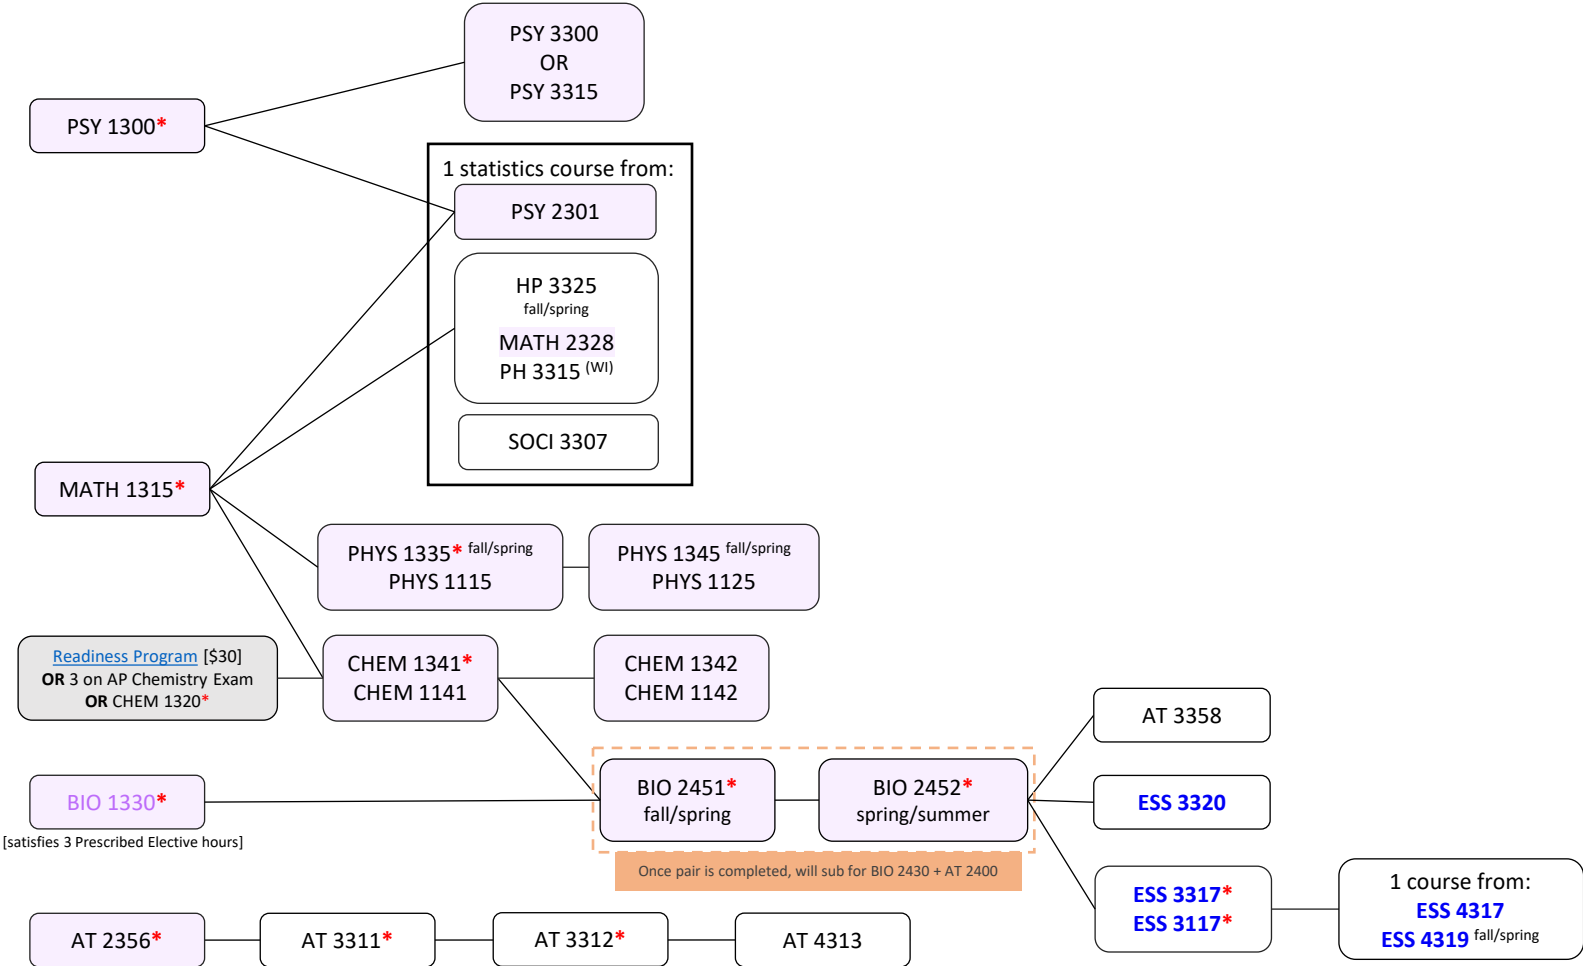 PSY 3300
OR
PSY 3315
PSY 1300*
1 statistics course from:
PSY 2301
HP 3325
fall/spring
MATH 2328
PH 3315 (WI)
SOCI 3307
MATH 1315*
PHYS 1335* fall/spring
PHYS 1115
PHYS 1345 fall/spring
PHYS 1125
Readiness Program [$30]
OR 3 on AP Chemistry Exam
OR CHEM 1320*
CHEM 1341*
CHEM 1141
CHEM 1342
CHEM 1142
AT 3358
BIO 1330*
[satisfies 3 Prescribed Elective hours]
BIO 2451*
fall/spring
BIO 2452*
spring/summer
ESS 3320
Once pair is completed, will sub for BIO 2430 + AT 2400
ESS 3317*
ESS 3117*
1 course from:
ESS 4317
ESS 4319 fall/spring
AT 2356*
AT 3311*
AT 3312*
AT 4313